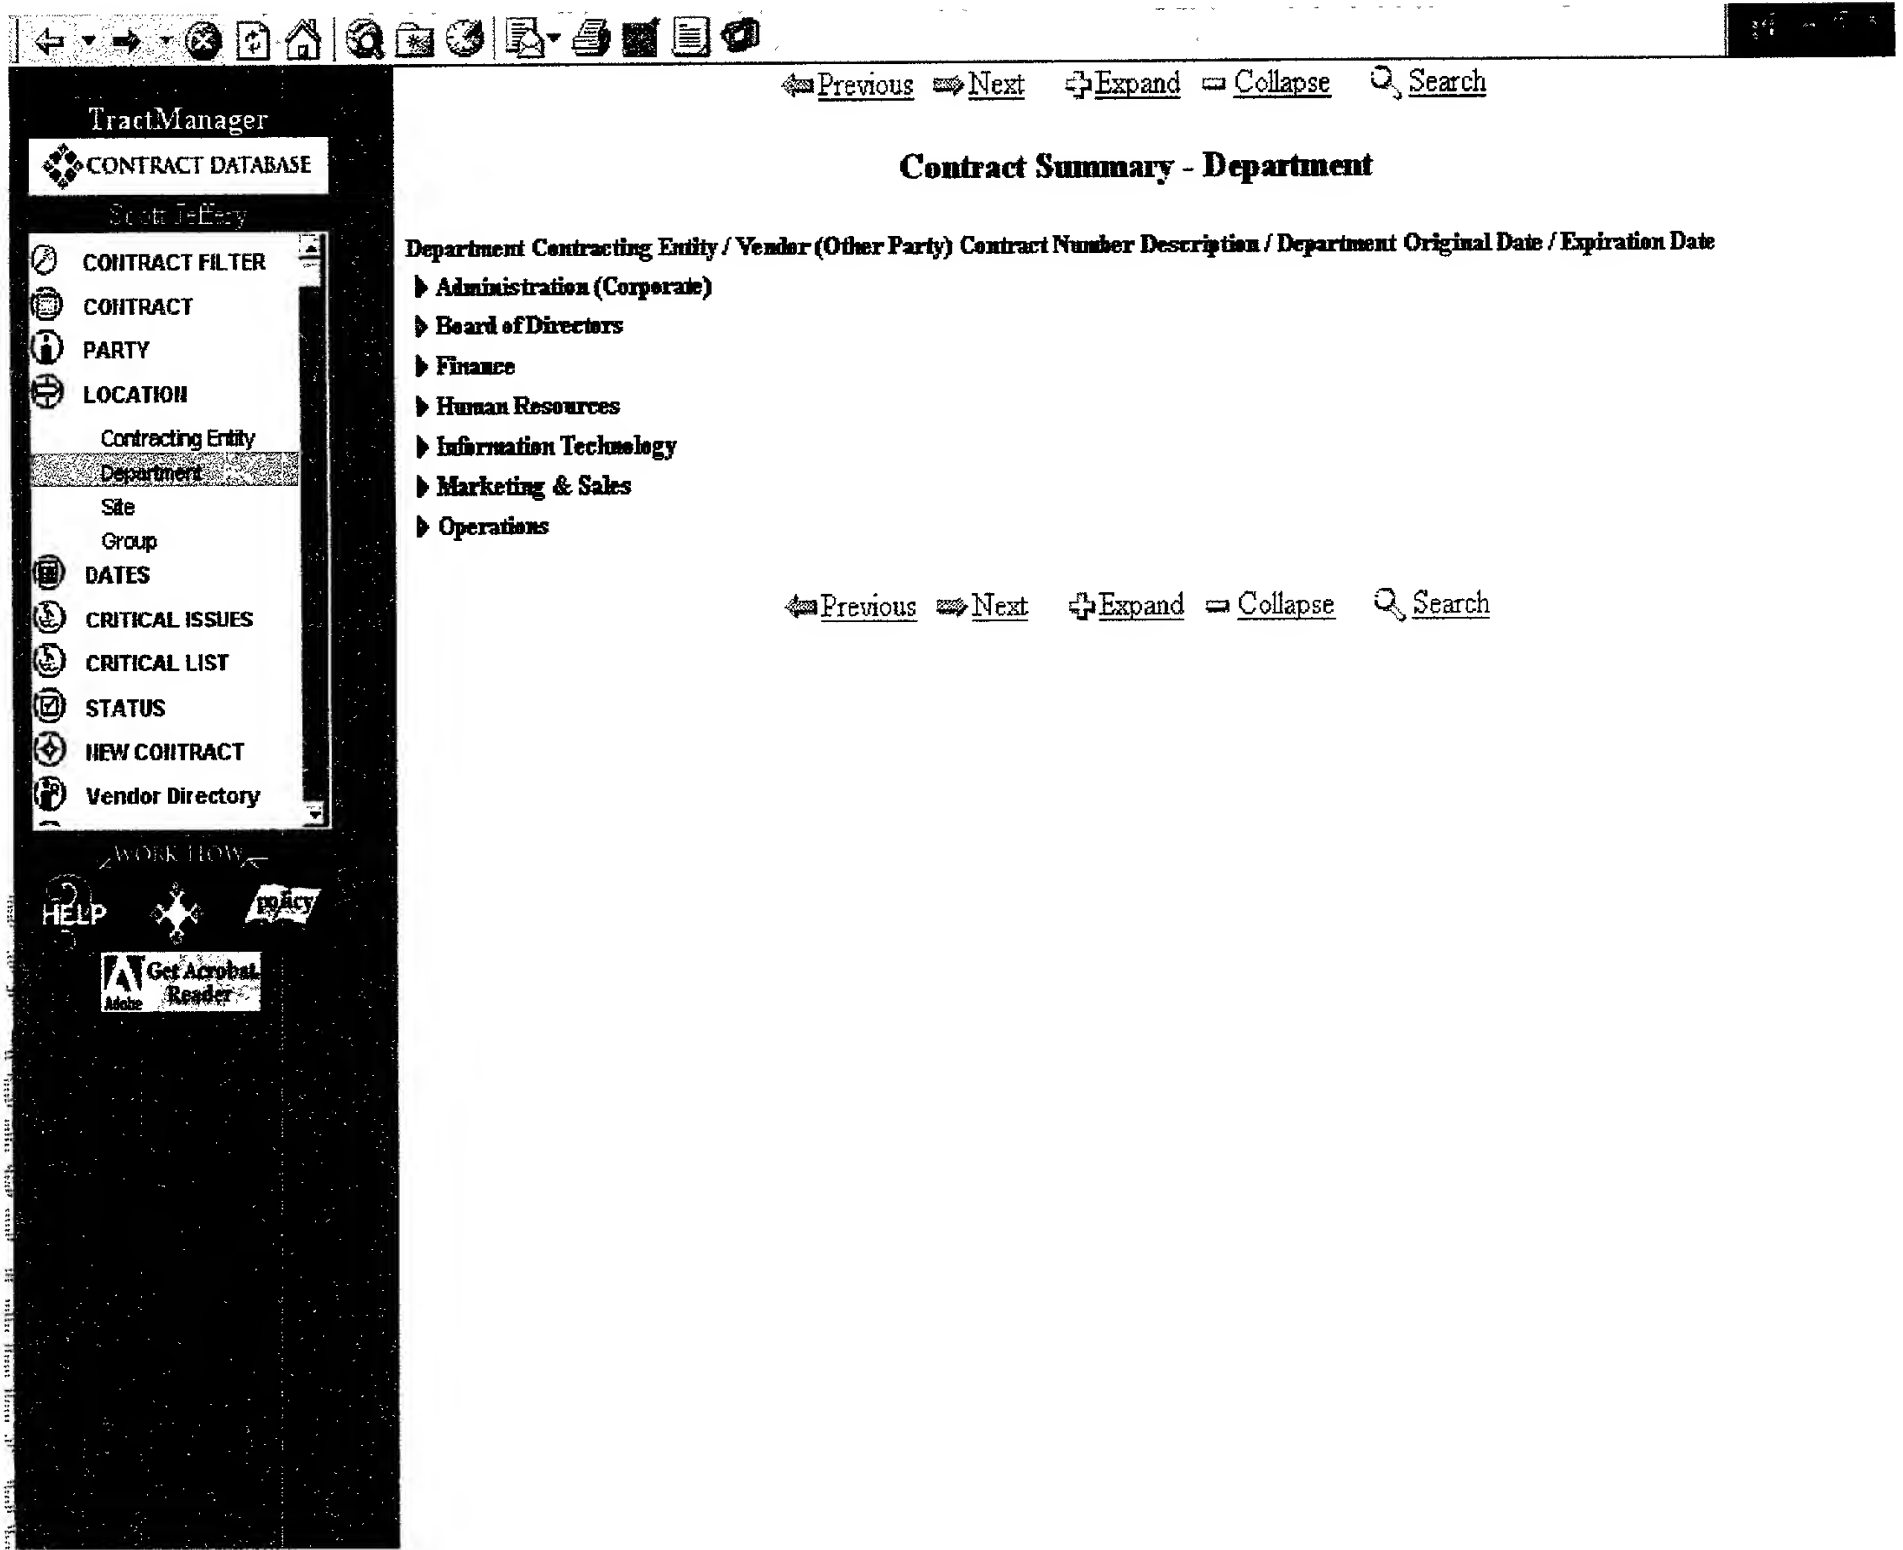 Previous Next Expand Collapse Search
TractManager
CONTRACT DATABASE
Scott Jeffery
CONTRACT FILTER
CONTRACT
PARTY
LOCATION
Contracting Entity
Department
Site
Group
DATES
CRITICAL ISSUES
CRITICAL LIST
STATUS
NEW CONTRACT
Vendor Directory
WORK FLOW
HELP
policy
Get Acrobat
Reader
Adobe
Contract Summary - Department
Department Contracting Entity / Vendor (Other Party) Contract Number Description / Department Original Date / Expiration Date
Administration (Corporate)
Board of Directors
Finance
Human Resources
Information Technology
Marketing & Sales
Operations
Previous Next Expand Collapse Search